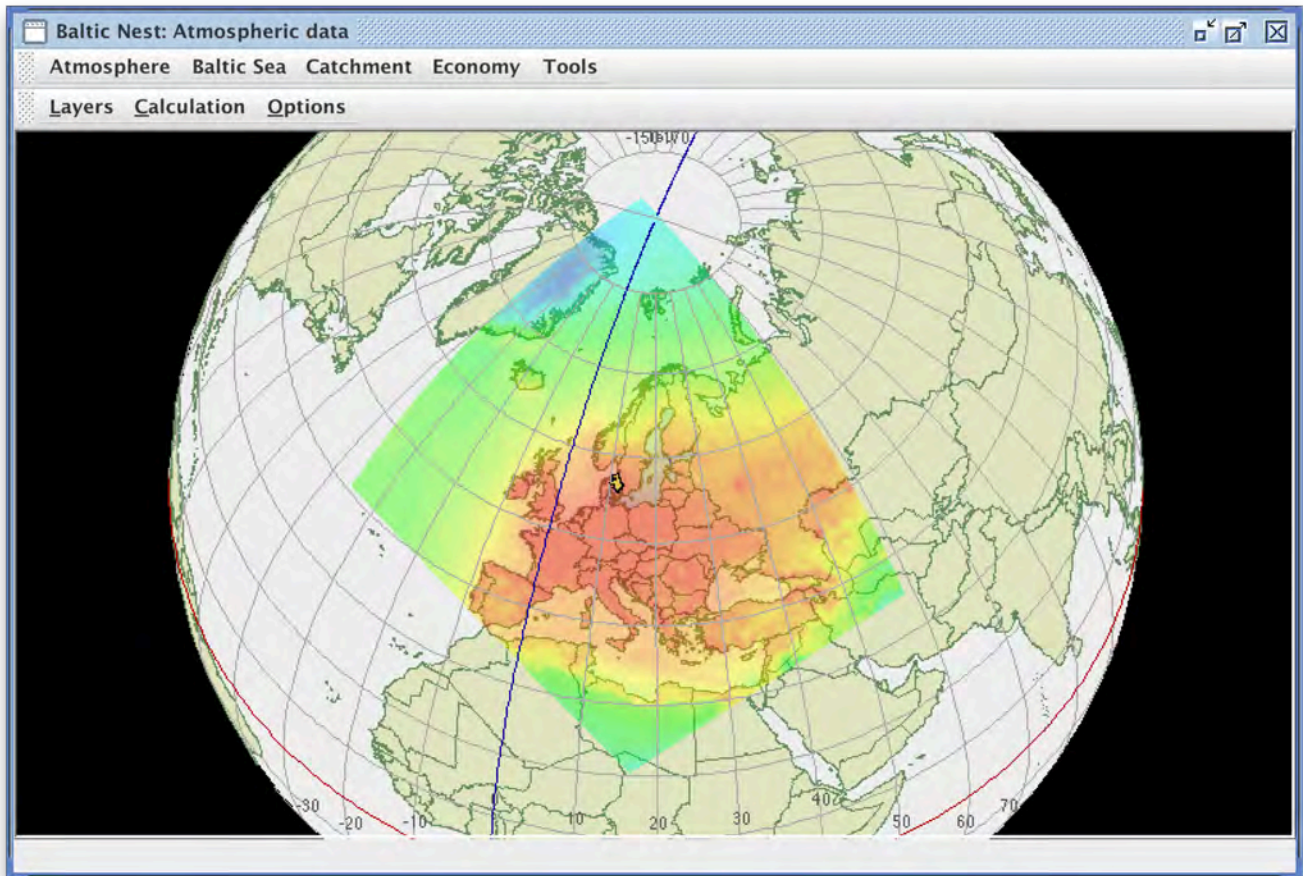 Baltic Nest: Atmospheric data
Atmosphere Baltic Sea Catchment Economy Tools
Layers Calculation Options
-30 -20 -10 0 10 20 30 40 50 60 70